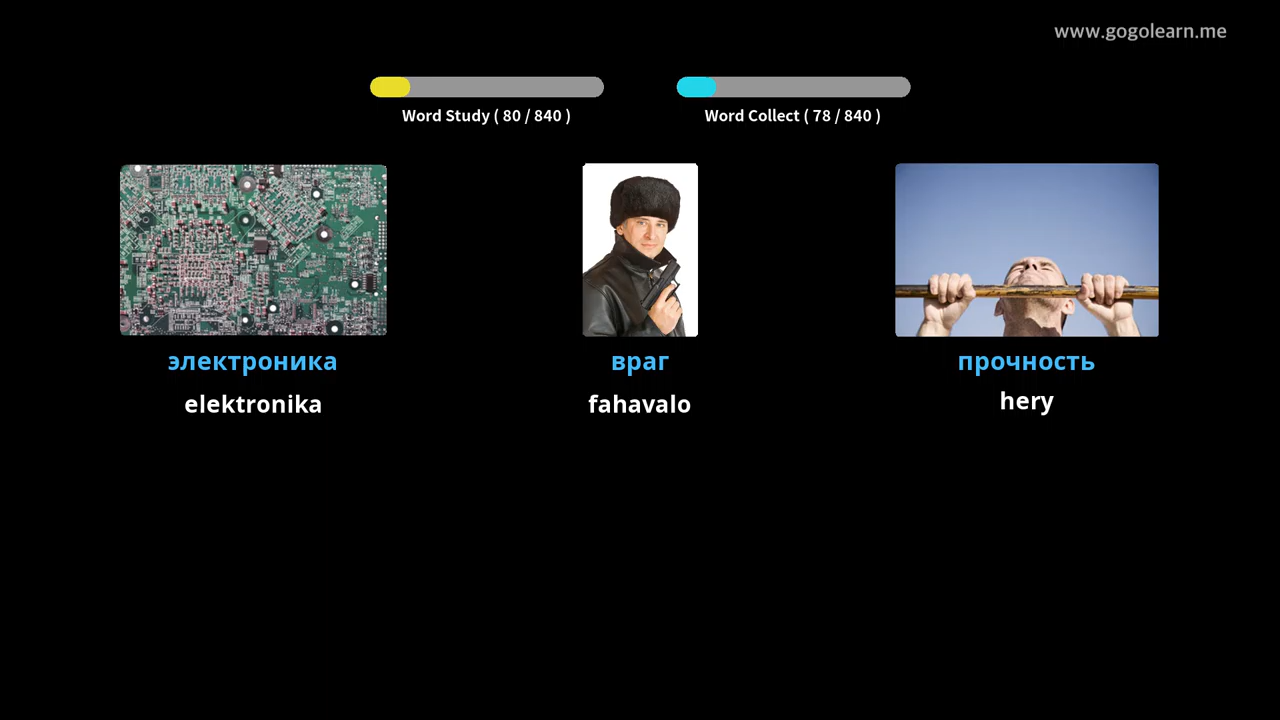 www.gogolearn.me
Word Study ( 80 / 840 )
Word Collect ( 78 / 840 )
электроника
враг
прочность
elektronika
fahavalo
hery